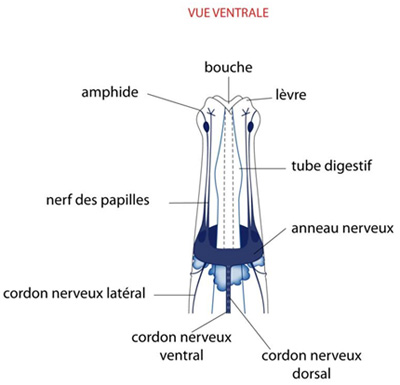 VUE VENTRALE
bouche
amphide
lèvre
tube digestif
nerf des papilles
anneau nerveux
cordon nerveux latéral
cordon nerveux
ventral
cordon nerveux
dorsal